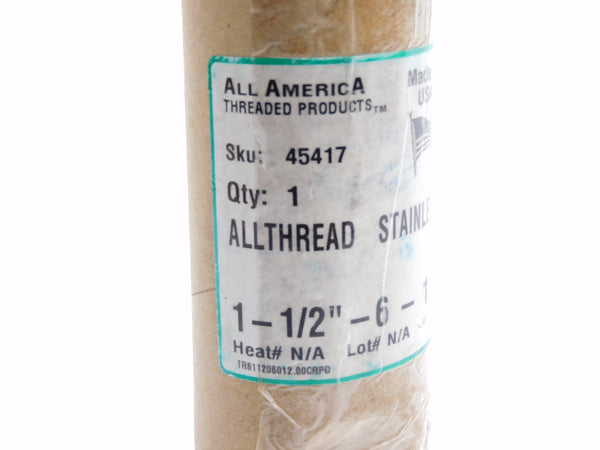 ALL AMERICA
THREADED PRODUCTS™
Made
USA
Sku: 45417
Qty: 1
ALLTHREAD STAINLE
1-1/2"-6-1
Heat# N/A Lot# N/A
TR011206012.00CRPD